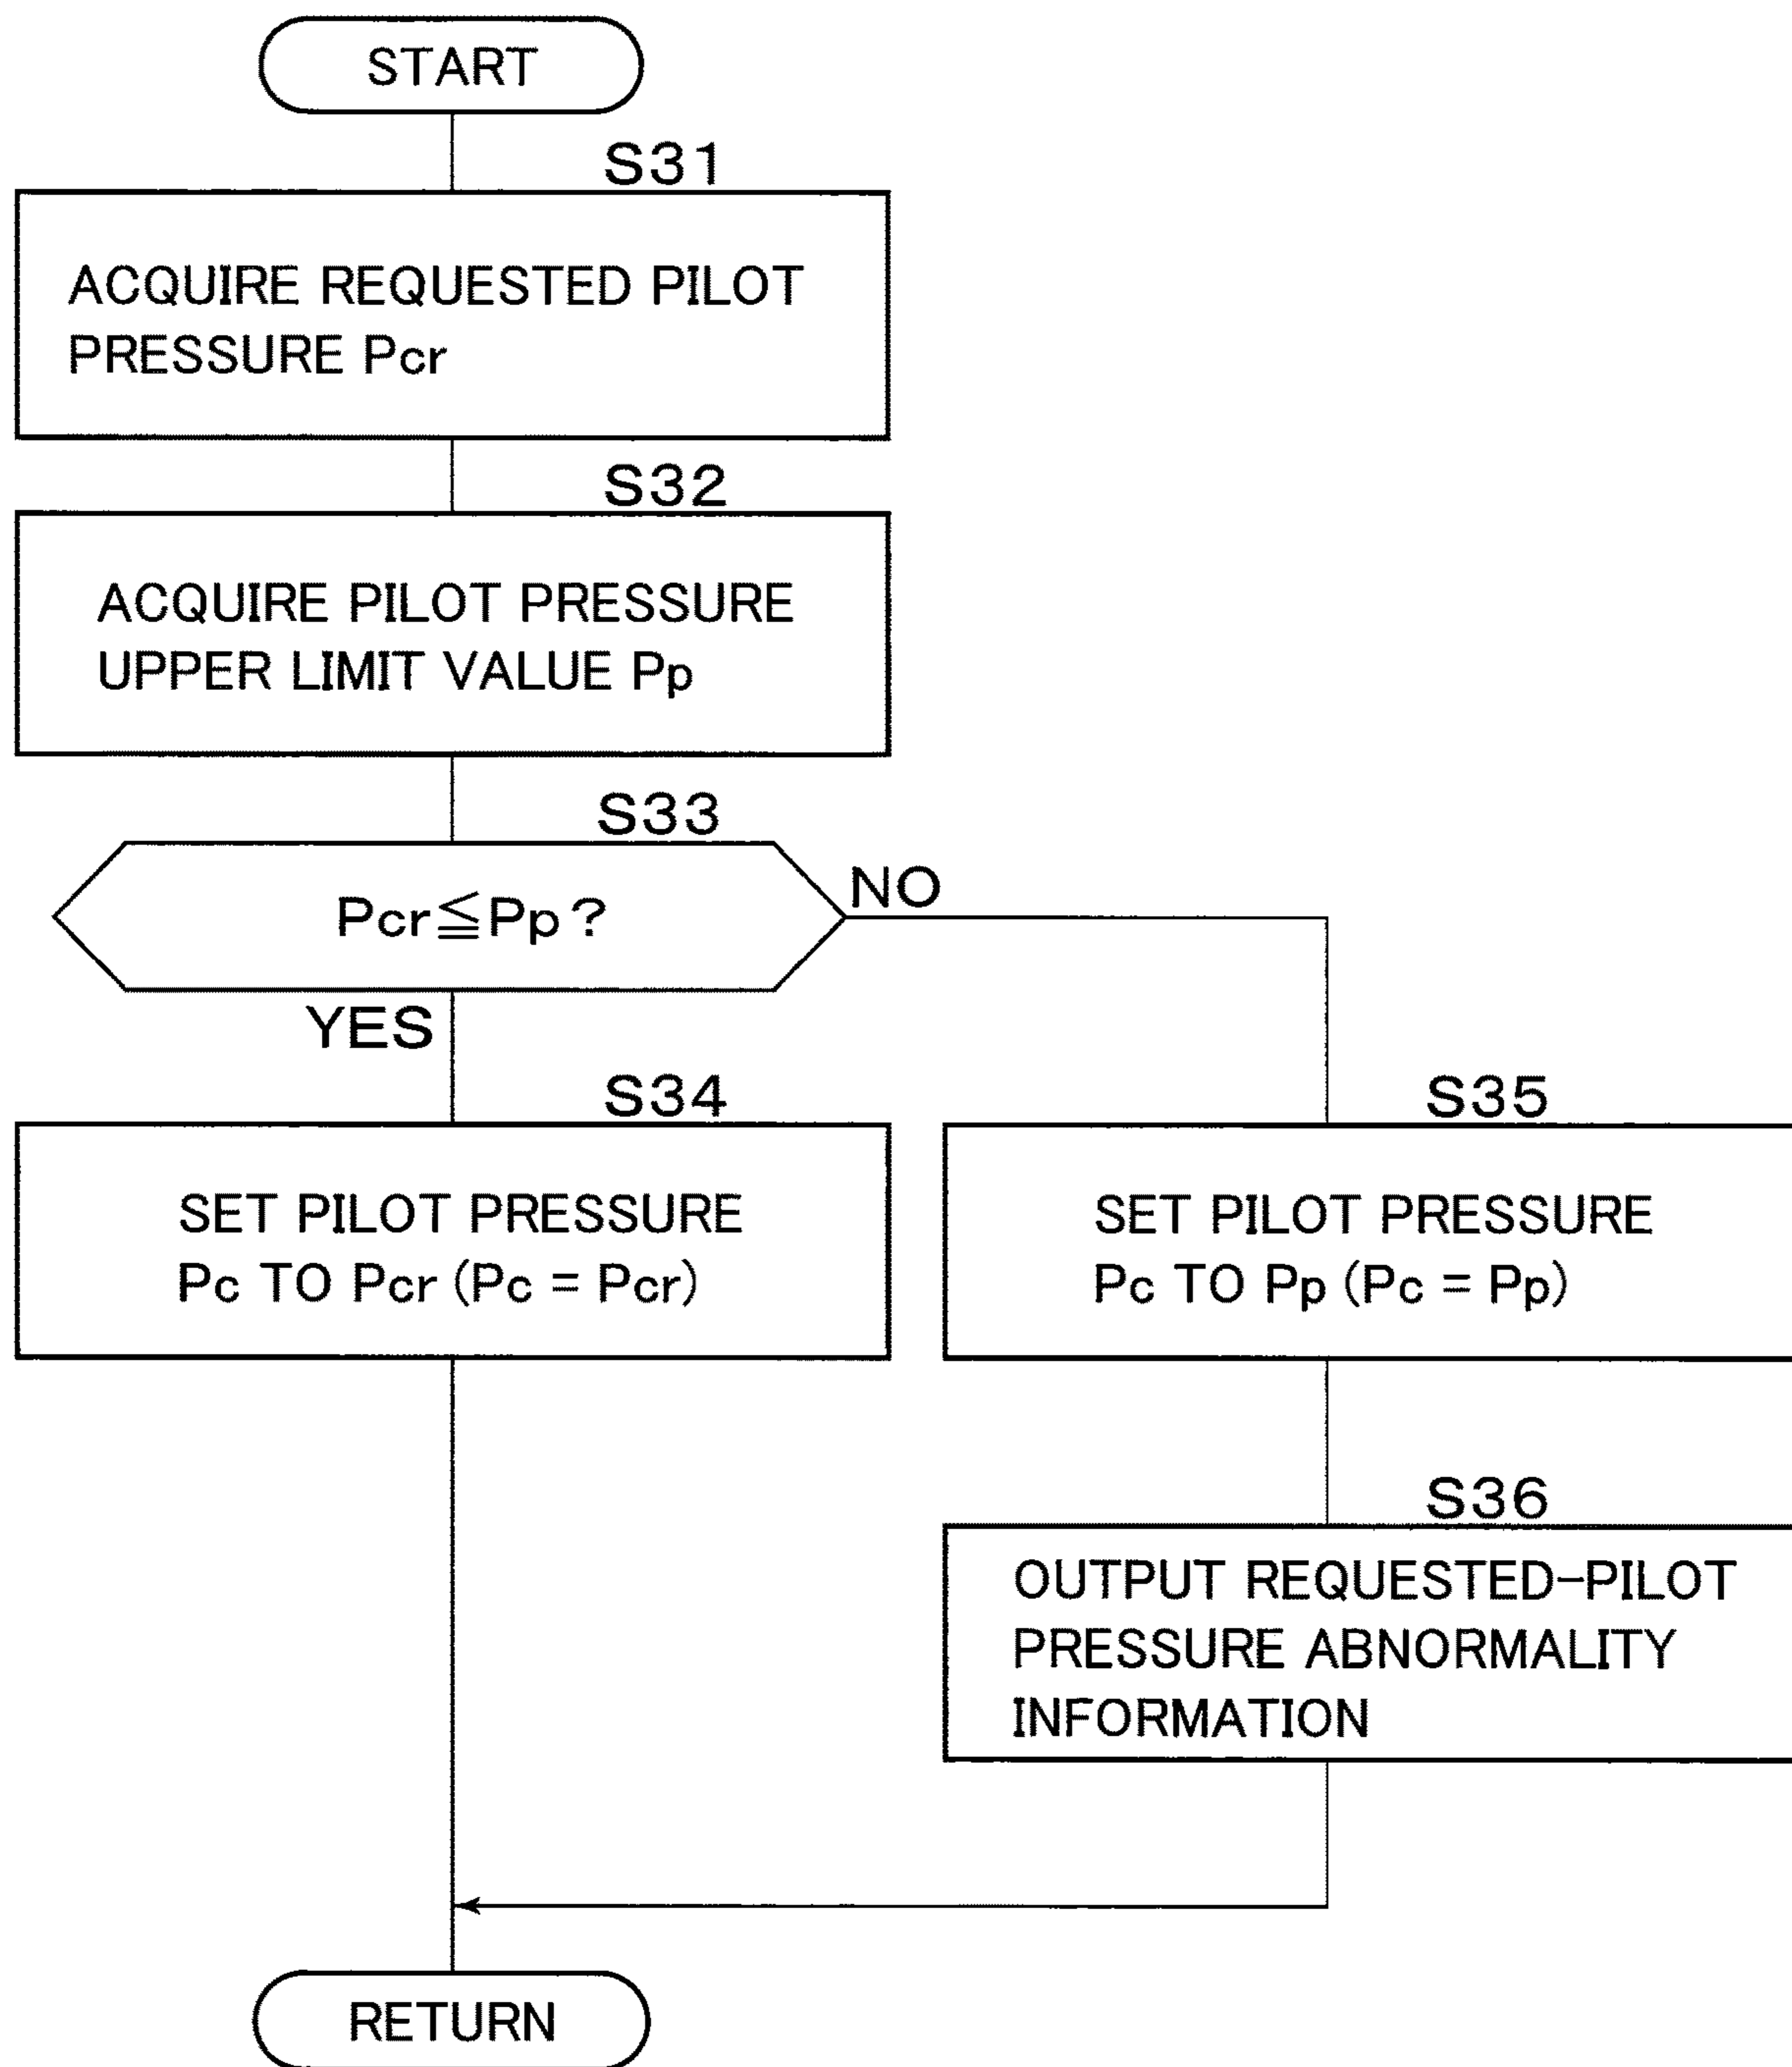 START
S31
ACQUIRE REQUESTED PILOT
PRESSURE Pcr
S32
ACQUIRE PILOT PRESSURE
UPPER LIMIT VALUE Pp
S33
Pcr≦Pp?
NO
YES
S34
SET PILOT PRESSURE
Pc TO Pcr (Pc = Pcr)
S35
SET PILOT PRESSURE
Pc TO Pp (Pc = Pp)
S36
OUTPUT REQUESTED-PILOT
PRESSURE ABNORMALITY
INFORMATION
RETURN